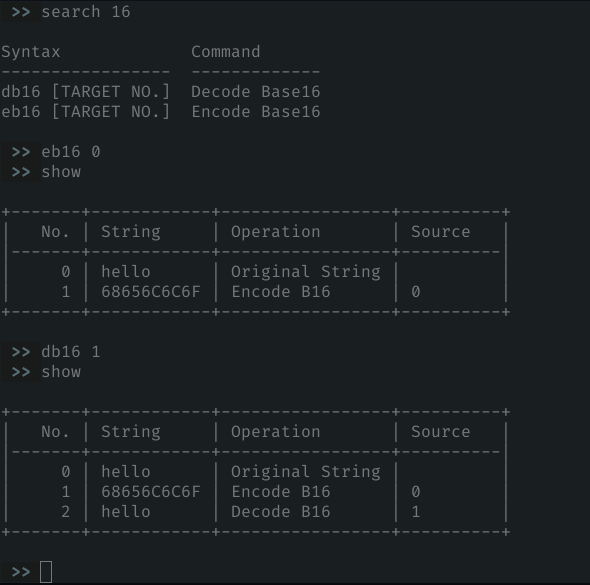 >> search 16
Syntax             Command
-----------------  -------------
db16 [TARGET NO.]  Decode Base16
eb16 [TARGET NO.]  Encode Base16
>> eb16 0
>> show
+-------+------------+-----------------+----------+
|   No. | String     | Operation       | Source   |
|-------+------------+-----------------+----------|
|     0 | hello      | Original String |          |
|     1 | 68656C6C6F | Encode B16      | 0        |
+-------+------------+-----------------+----------+
>> db16 1
>> show
+-------+------------+-----------------+----------+
|   No. | String     | Operation       | Source   |
|-------+------------+-----------------+----------|
|     0 | hello      | Original String |          |
|     1 | 68656C6C6F | Encode B16      | 0        |
|     2 | hello      | Decode B16      | 1        |
+-------+------------+-----------------+----------+
>>